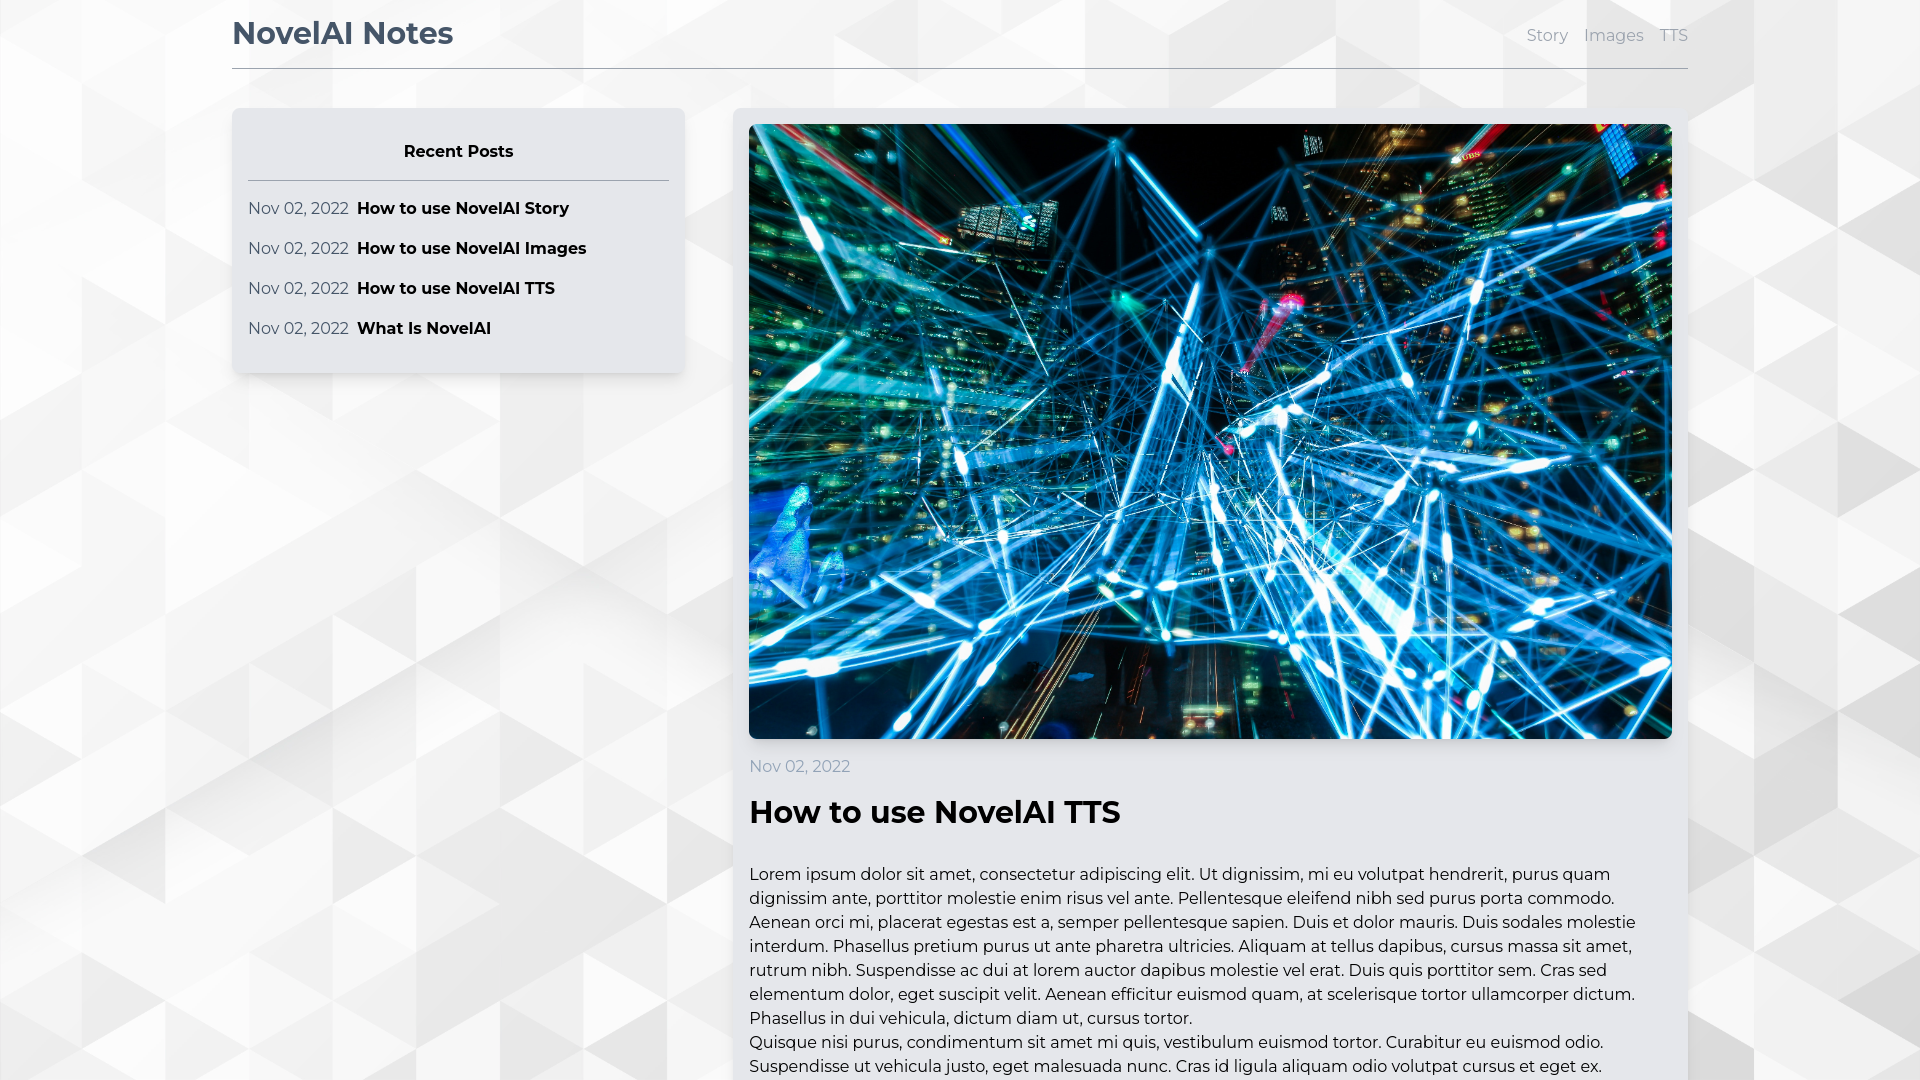 NovelAI Notes
Story Images TTS
Recent Posts
Nov 02, 2022 How to use NovelAI Story
Nov 02, 2022 How to use NovelAI Images
Nov 02, 2022 How to use NovelAI TTS
Nov 02, 2022 What Is NovelAI
UBS
Nov 02, 2022
How to use NovelAI TTS
Lorem ipsum dolor sit amet, consectetur adipiscing elit. Ut dignissim, mi eu volutpat hendrerit, purus quam
dignissim ante, porttitor molestie enim risus vel ante. Pellentesque eleifend nibh sed purus porta commodo.
Aenean orci mi, placerat egestas est a, semper pellentesque sapien. Duis et dolor mauris. Duis sodales molestie
interdum. Phasellus pretium purus ut ante pharetra ultricies. Aliquam at tellus dapibus, cursus massa sit amet,
rutrum nibh. Suspendisse ac dui at lorem auctor dapibus molestie vel erat. Duis quis porttitor sem. Cras sed
elementum dolor, eget suscipit velit. Aenean efficitur euismod quam, at scelerisque tortor ullamcorper dictum.
Phasellus in dui vehicula, dictum diam ut, cursus tortor.
Quisque nisi purus, condimentum sit amet mi quis, vestibulum euismod tortor. Curabitur eu euismod odio.
Suspendisse ut vehicula justo, eget malesuada nunc. Cras id ligula aliquam odio volutpat cursus et eget ex.